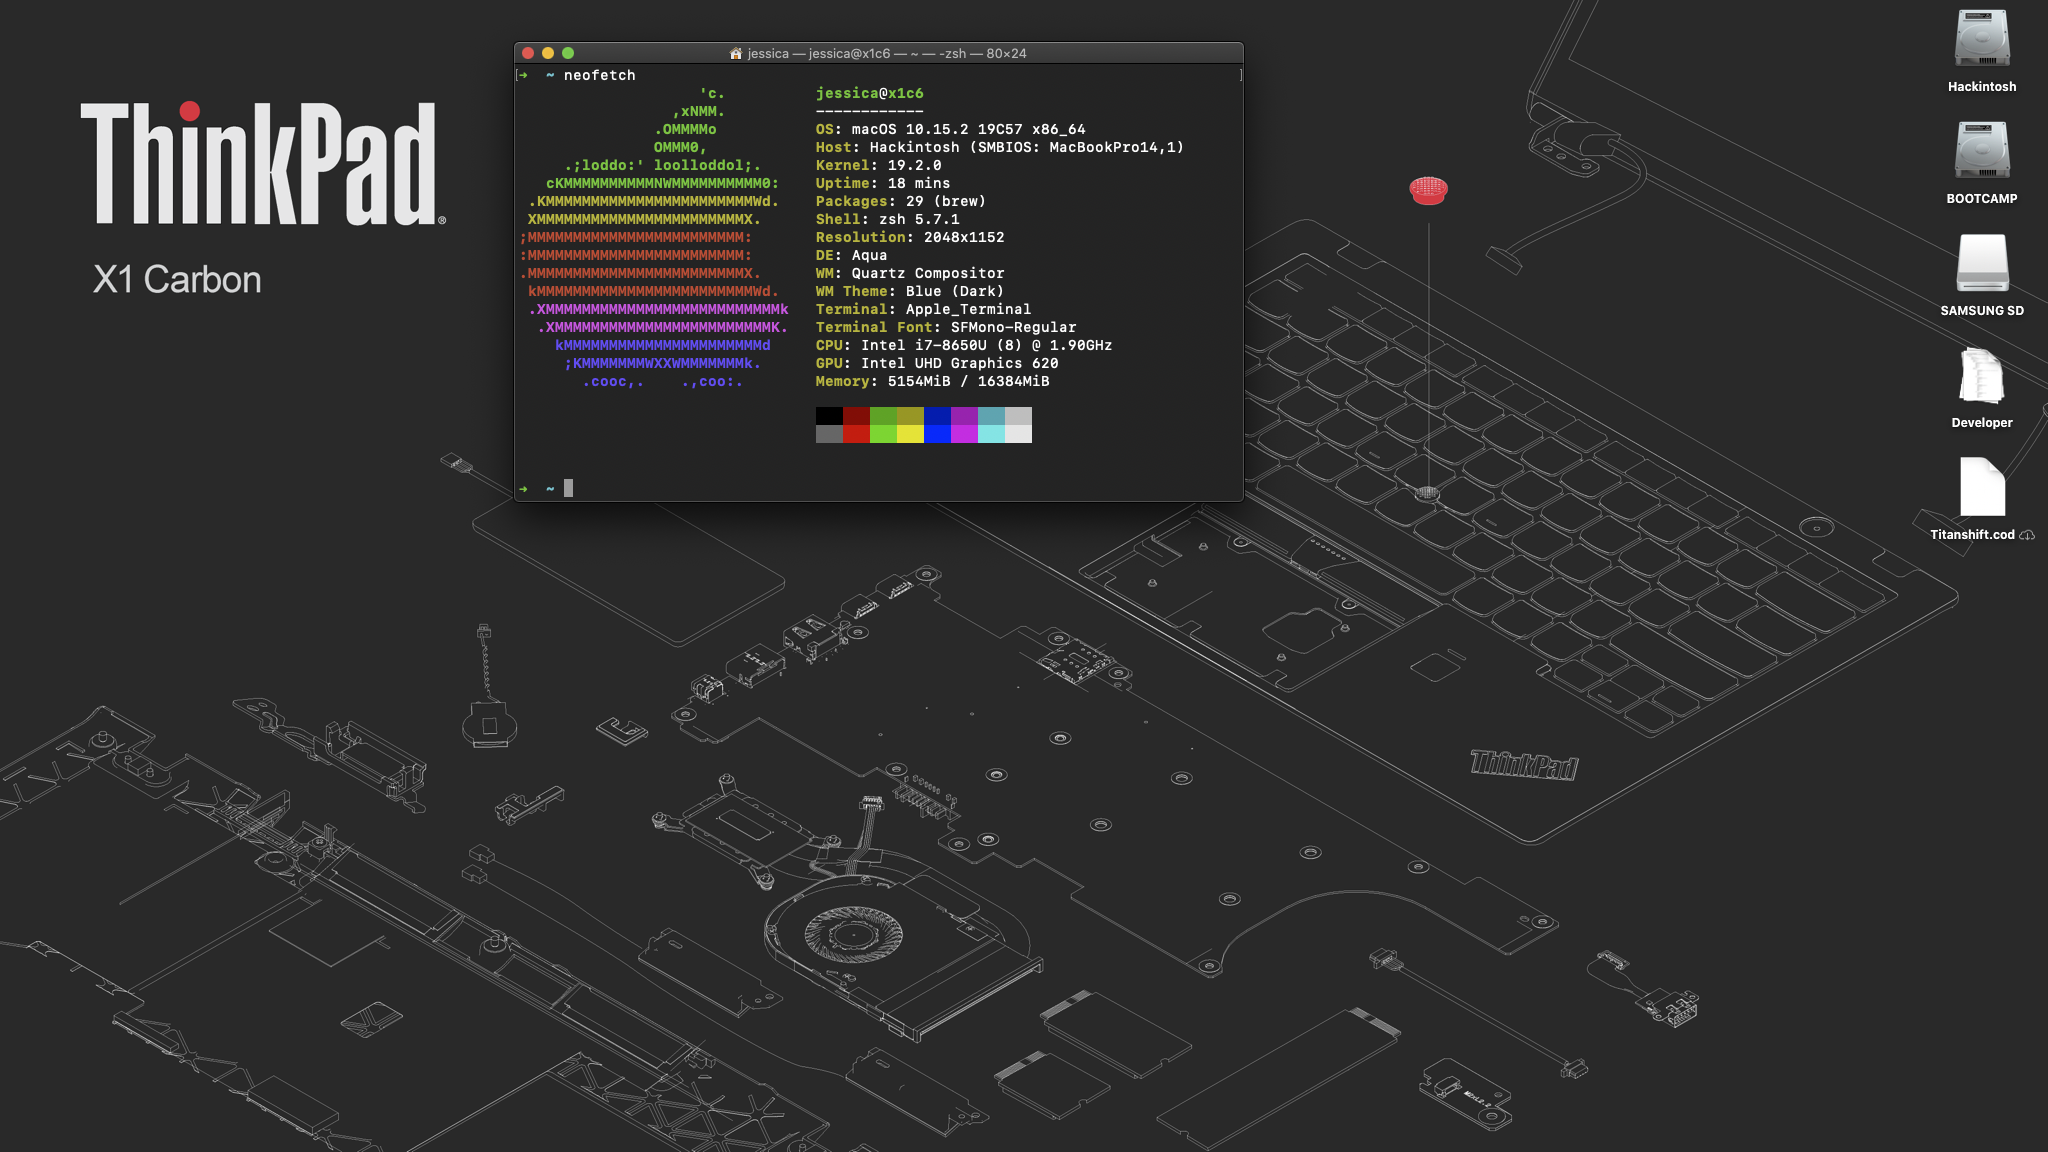 ThinkPad®
X1 Carbon
jessica — jessica@x1c6 — ~ — -zsh — 80×24
[➜  ~ neofetch ]
'c.
,xNMM.
.OMMMMo
OMMM0,
.;loddo:' loolloddol;.
cKMMMMMMMMMMNWMMMMMMMMMM0:
.KMMMMMMMMMMMMMMMMMMMMMMMWd.
XMMMMMMMMMMMMMMMMMMMMMMMX.
;MMMMMMMMMMMMMMMMMMMMMMMM:
:MMMMMMMMMMMMMMMMMMMMMMMM:
.MMMMMMMMMMMMMMMMMMMMMMMMX.
kMMMMMMMMMMMMMMMMMMMMMMMMWd.
.XMMMMMMMMMMMMMMMMMMMMMMMMMMk
.XMMMMMMMMMMMMMMMMMMMMMMMMK.
kMMMMMMMMMMMMMMMMMMMMMMd
;KMMMMMMMWXXWMMMMMMMk.
.cooc,.    .,coo:.
jessica@x1c6
------------
OS: macOS 10.15.2 19C57 x86_64
Host: Hackintosh (SMBIOS: MacBookPro14,1)
Kernel: 19.2.0
Uptime: 18 mins
Packages: 29 (brew)
Shell: zsh 5.7.1
Resolution: 2048x1152
DE: Aqua
WM: Quartz Compositor
WM Theme: Blue (Dark)
Terminal: Apple_Terminal
Terminal Font: SFMono-Regular
CPU: Intel i7-8650U (8) @ 1.90GHz
GPU: Intel UHD Graphics 620
Memory: 5154MiB / 16384MiB
➜  ~
Hackintosh
BOOTCAMP
SAMSUNG SD
Developer
Titanshift.cod
ThinkPad